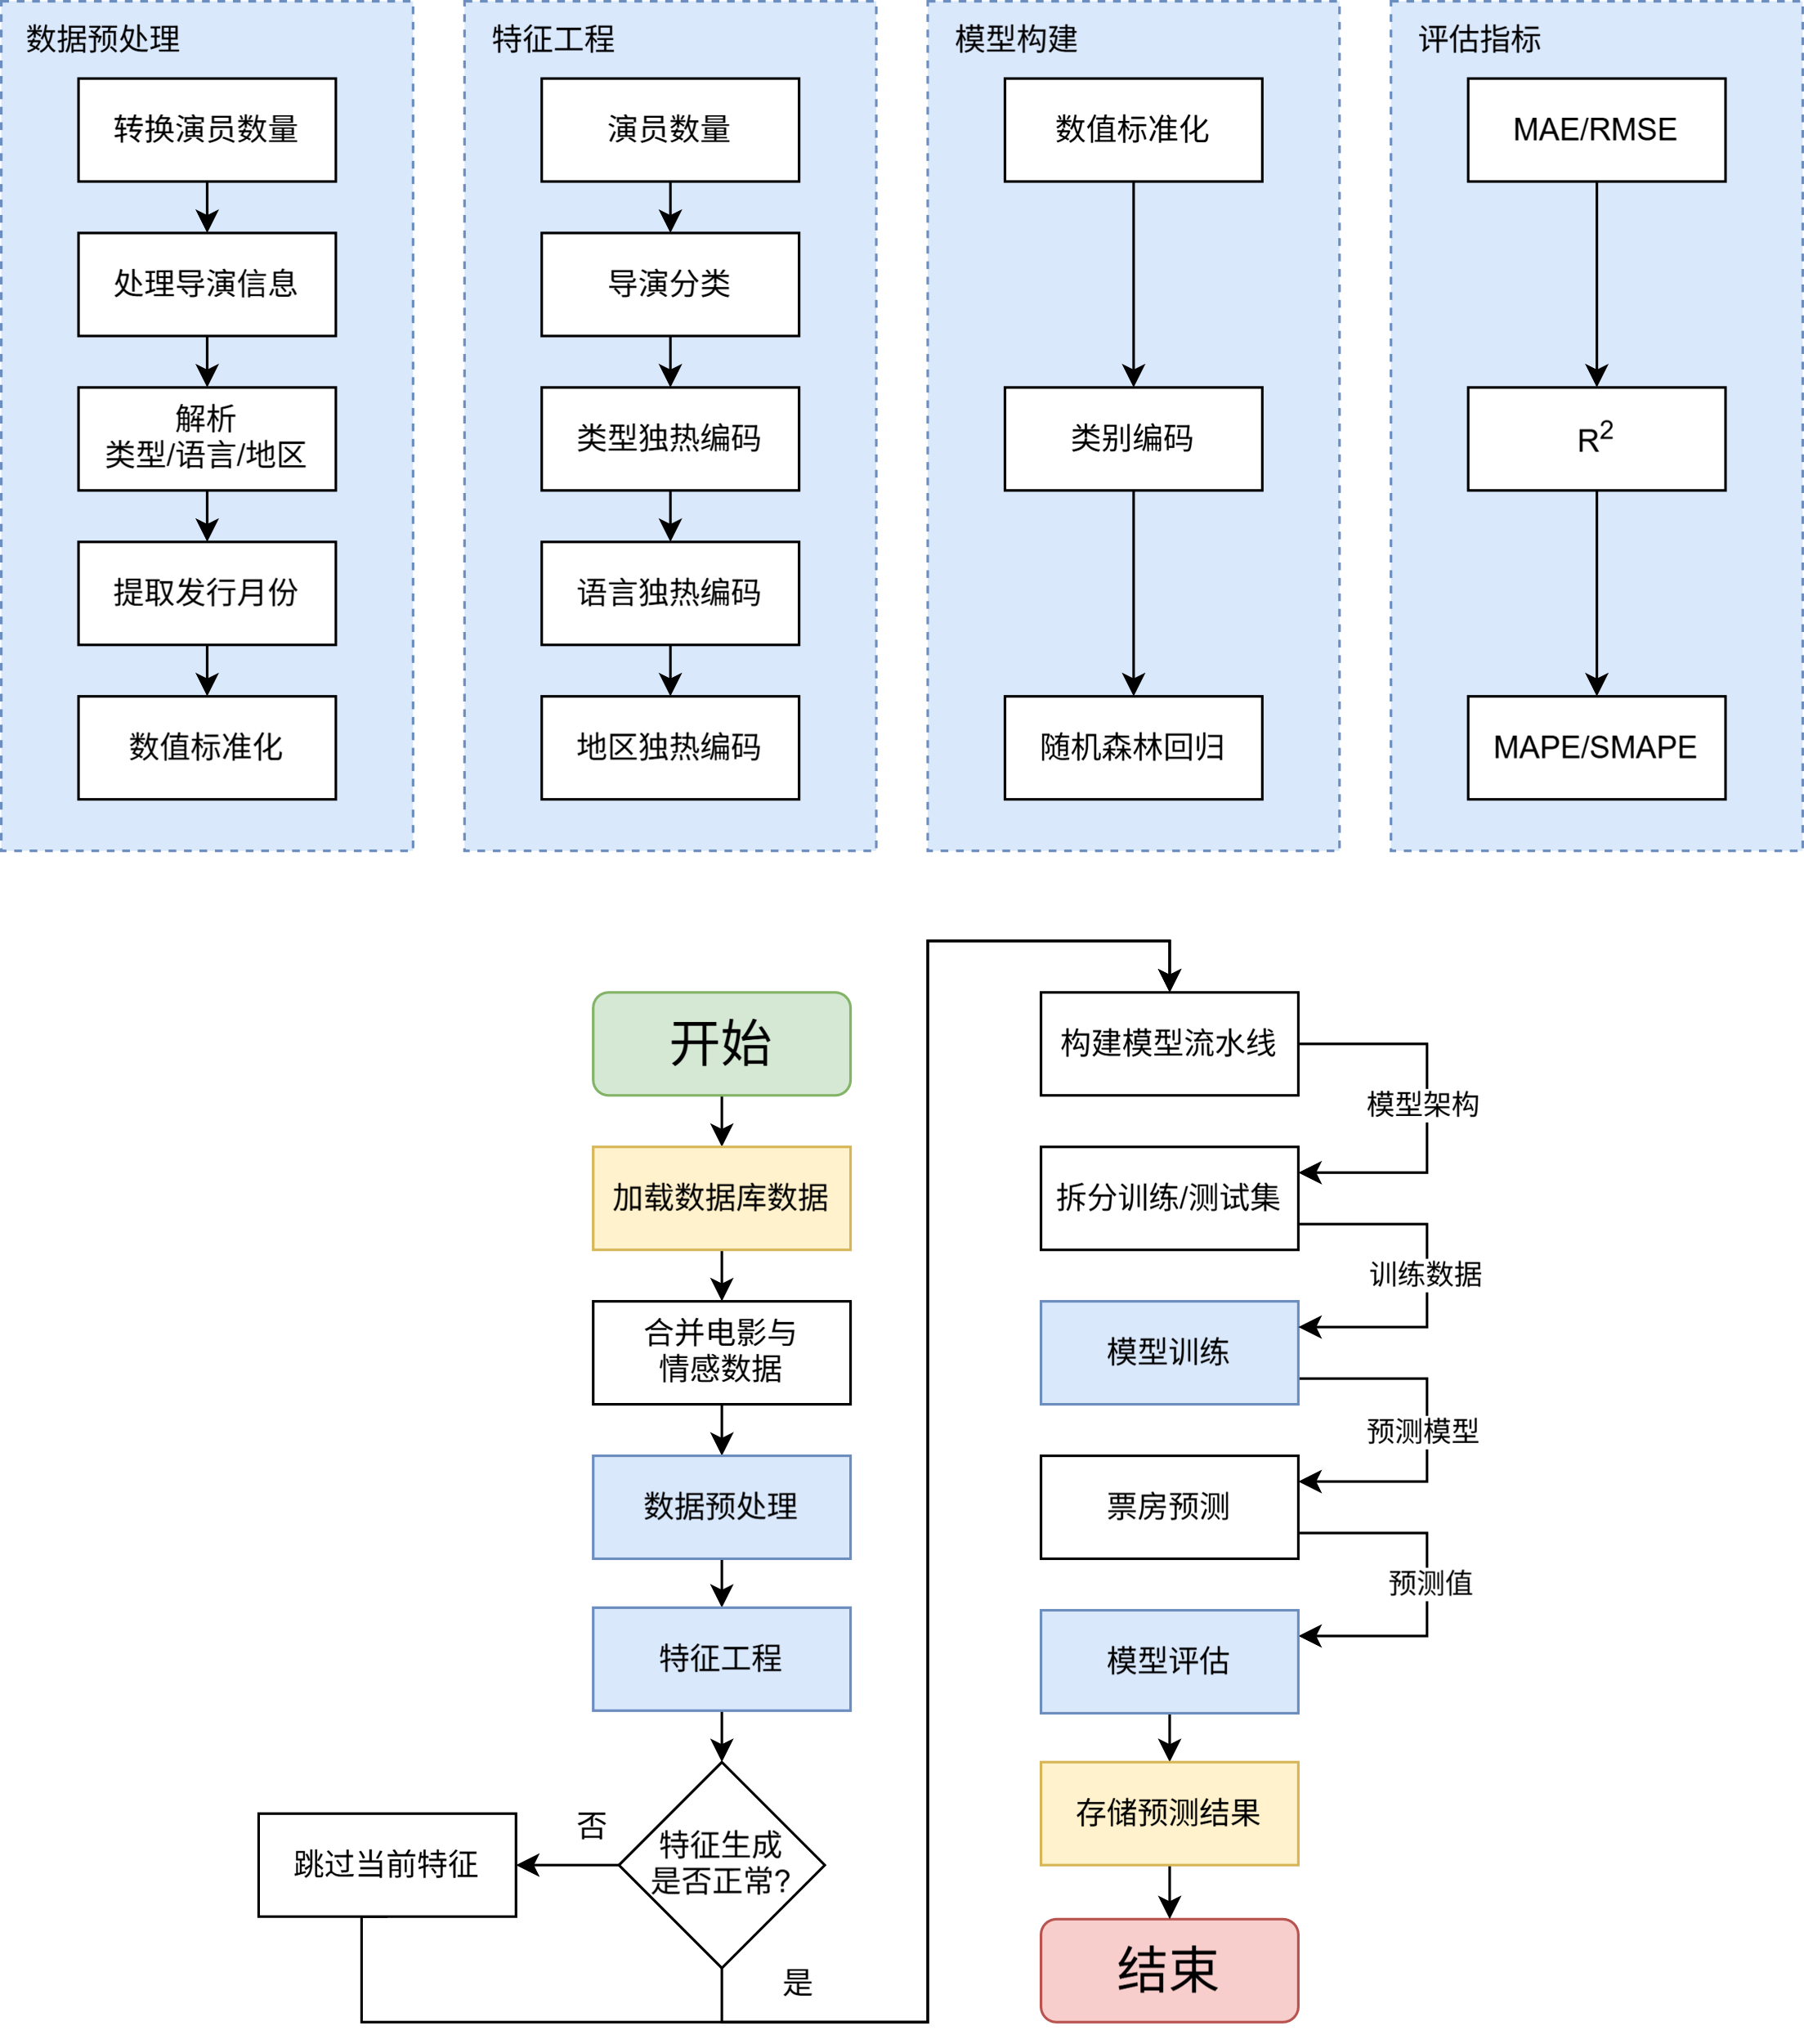 数据预处理
转换演员数量
处理导演信息
解析
类型/语言/地区
提取发行月份
数值标准化
特征工程
演员数量
导演分类
类型独热编码
语言独热编码
地区独热编码
模型构建
数值标准化
类别编码
随机森林回归
评估指标
MAE/RMSE
R²
MAPE/SMAPE
开始
加载数据库数据
合并电影与
情感数据
数据预处理
特征工程
特征生成
是否正常?
否
跳过当前特征
是
构建模型流水线
模型架构
拆分训练/测试集
训练数据
模型训练
预测模型
票房预测
预测值
模型评估
存储预测结果
结束